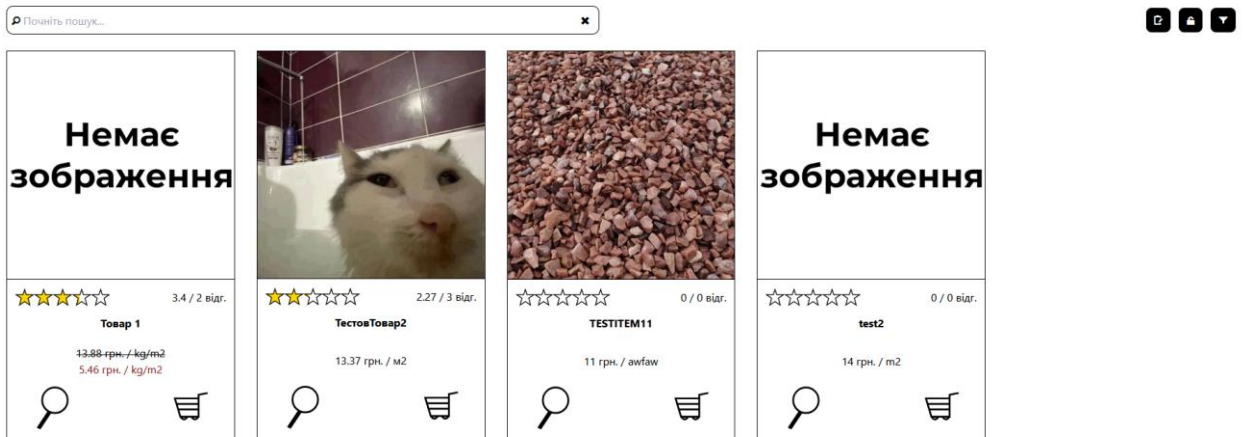 Почніть пошук...
Немає
зображення
Немає
зображення
3.4 / 2 відг.
2.27 / 3 відг.
0 / 0 відг.
0 / 0 відг.
Товар 1
ТестовТовар2
TESTITEM11
test2
13.88 грн. / kg/m2
5.46 грн. / kg/m2
13.37 грн. / м2
11 грн. / awfaw
14 грн. / m2